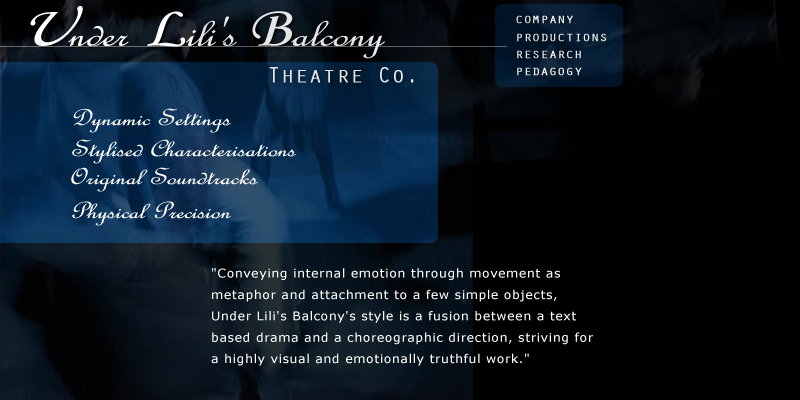 Under Lili's Balcony
THEATRE CO.
COMPANY
PRODUCTIONS
RESEARCH
PEDAGOGY
Dynamic Settings
Stylised Characterisations
Original Soundtracks
Physical Precision
"Conveying internal emotion through movement as
metaphor and attachment to a few simple objects,
Under Lili's Balcony's style is a fusion between a text
based drama and a choreographic direction, striving for
a highly visual and emotionally truthful work."